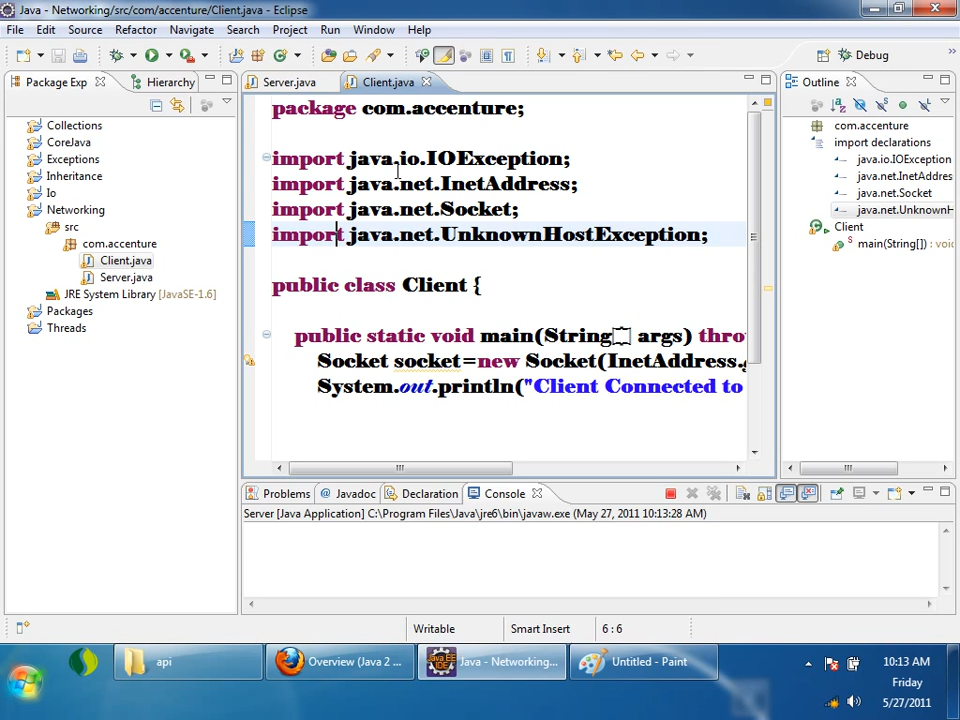 Java - Networking/src/com/accenture/Client.java - Eclipse
File Edit Source Refactor Navigate Search Project Run Window Help
Debug
Package Exp
Hierarchy
Collections
CoreJava
Exceptions
Inheritance
Io
Networking
src
com.accenture
Client.java
Server.java
JRE System Library [JavaSE-1.6]
Packages
Threads
Server.java
Client.java
package com.accenture;
import java.io.IOException;
import java.net.InetAddress;
import java.net.Socket;
import java.net.UnknownHostException;
public class Client {
public static void main(String[] args) throw
Socket socket=new Socket(InetAddress.
System.out.println("Client Connected to
Outline
com.accenture
import declarations
java.io.IOException
java.net.InetAddres
java.net.Socket
java.net.UnknownH
Client
main(String[]) : voic
Problems
@ Javadoc
Declaration
Console
Server [Java Application] C:\Program Files\Java\jre6\bin\javaw.exe (May 27, 2011 10:13:28 AM)
Writable
Smart Insert
6 : 6
api
Overview (Java 2 ...
Java - Networking...
Untitled - Paint
10:13 AM
Friday
5/27/2011